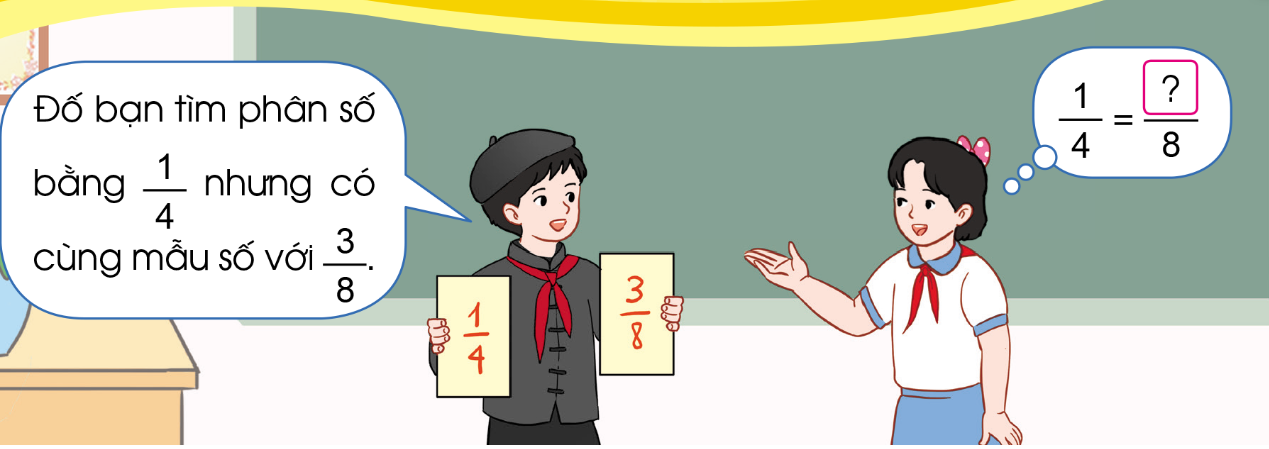 Đố bạn tìm phân số
bằng 1/4 nhưng có
cùng mẫu số với 3/8.
1/4
3/8
1/4 = ?/8